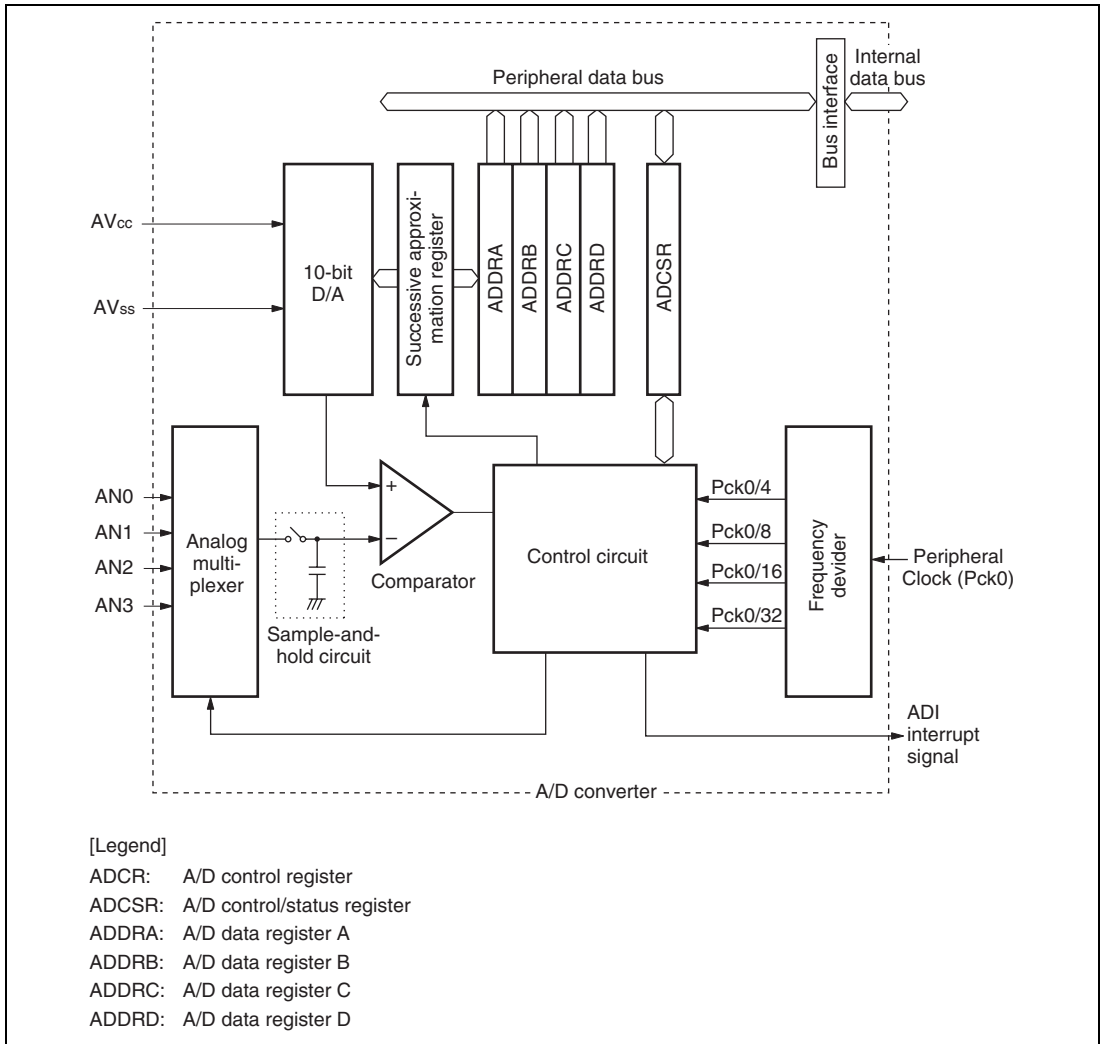 Peripheral data bus
Internal
data bus
Bus interface
AVcc
AVss
10-bit
D/A
Successive approxi-
mation register
ADDRA
ADDRB
ADDRC
ADDRD
ADCSR
AN0
AN1
AN2
AN3
Analog
multi-
plexer
Sample-and-
hold circuit
+
−
Comparator
Control circuit
Pck0/4
Pck0/8
Pck0/16
Pck0/32
Frequency
devider
Peripheral
Clock (Pck0)
ADI
interrupt
signal
A/D converter
[Legend]
ADCR: A/D control register
ADCSR: A/D control/status register
ADDRA: A/D data register A
ADDRB: A/D data register B
ADDRC: A/D data register C
ADDRD: A/D data register D